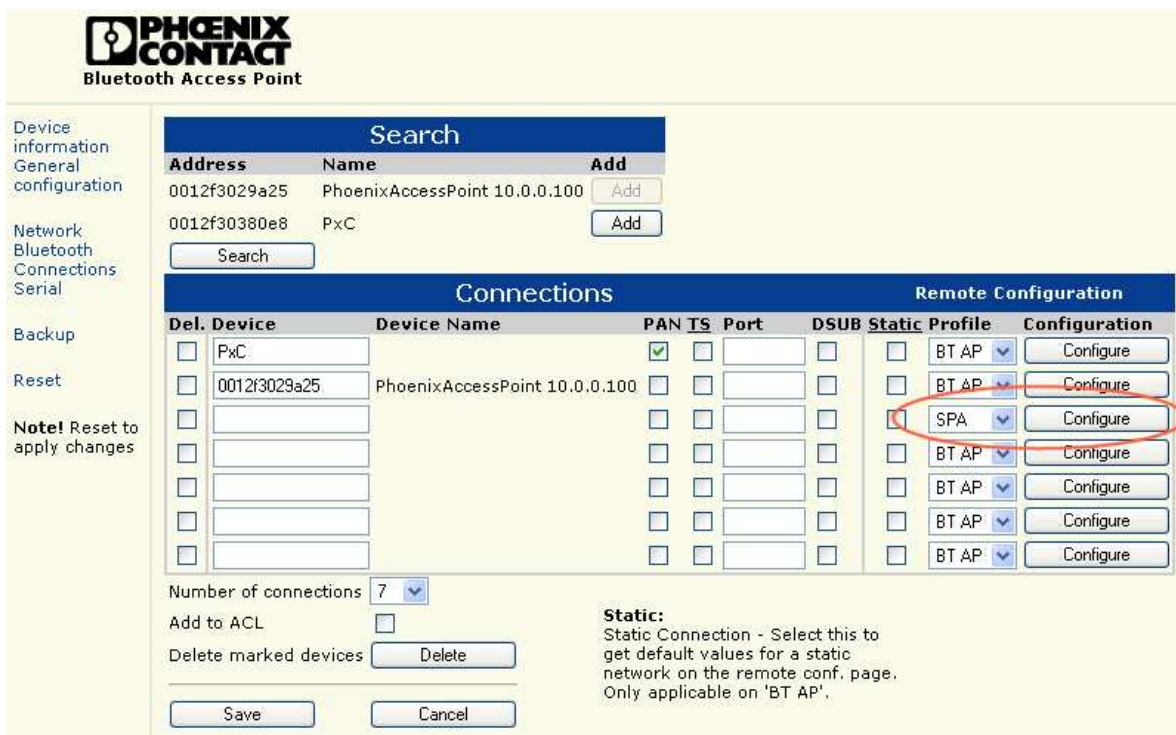 PHŒNIX
CONTACT
Bluetooth Access Point
Device
information
General
configuration
Network
Bluetooth
Connections
Serial
Backup
Reset
Note! Reset to
apply changes
Search
Address Name Add
0012f3029a25 PhoenixAccessPoint 10.0.0.100 Add
0012f30380e8 PxC Add
Search
Connections Remote Configuration
Del. Device Device Name PAN TS Port DSUB Static Profile Configuration
PxC BT AP Configure
0012f3029a25 PhoenixAccessPoint 10.0.0.100 BT AP Configure
SPA Configure
BT AP Configure
BT AP Configure
BT AP Configure
BT AP Configure
Number of connections 7
Add to ACL
Delete marked devices Delete
Save Cancel
Static:
Static Connection - Select this to
get default values for a static
network on the remote conf. page.
Only applicable on 'BT AP'.